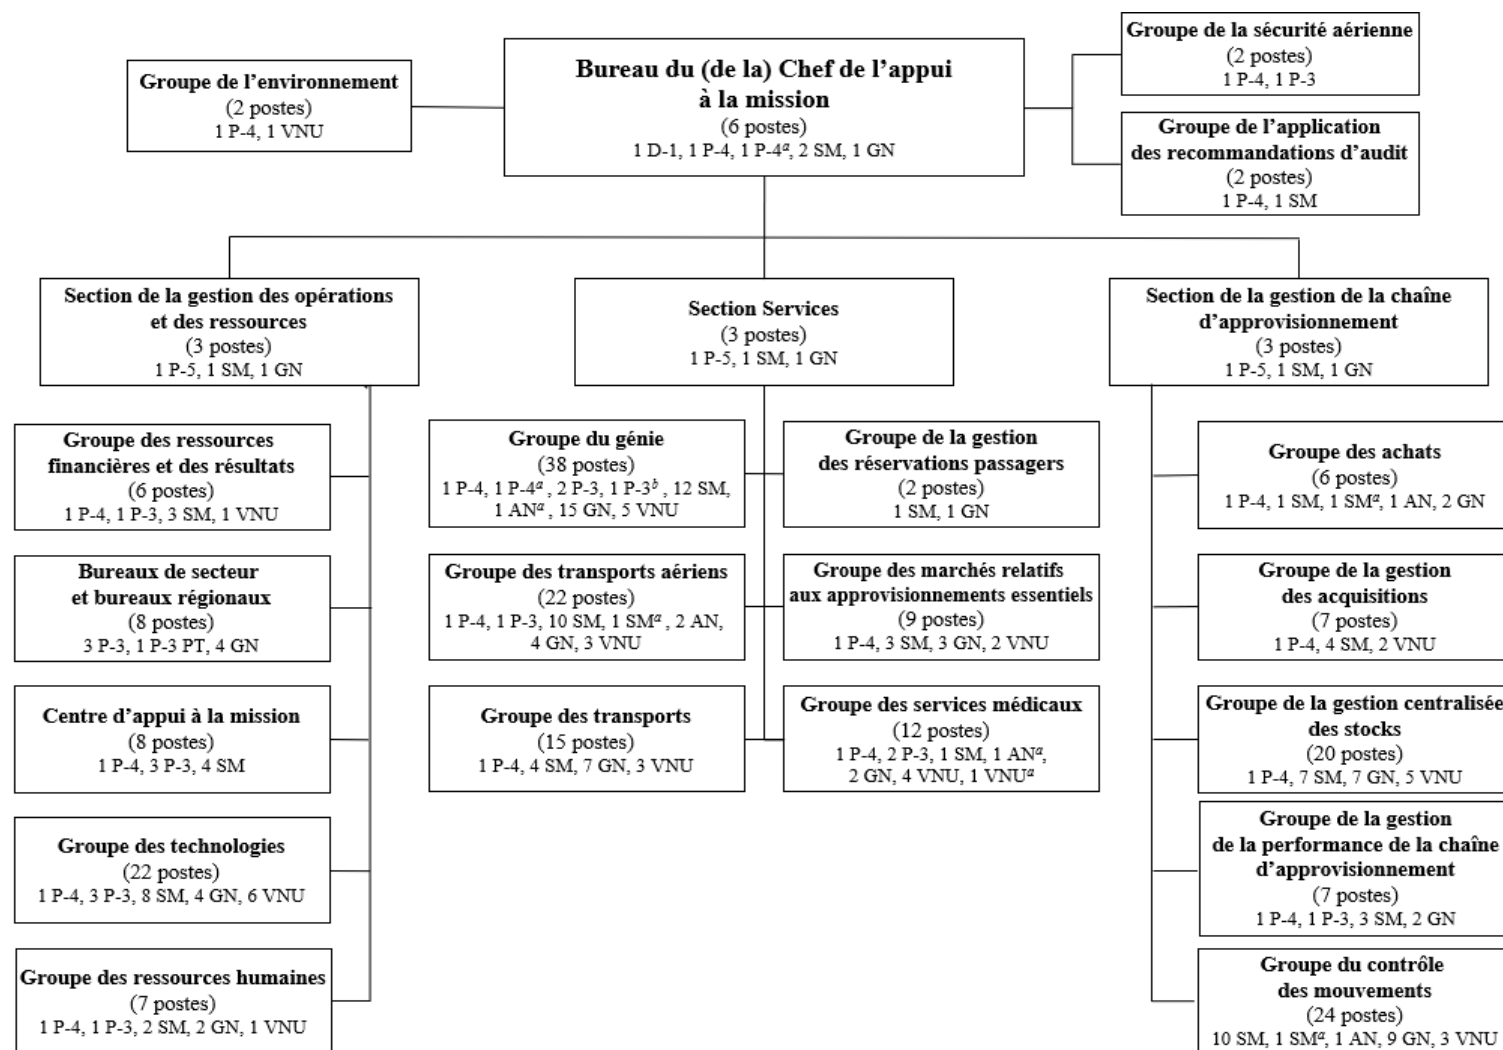 Groupe de l’environnement
(2 postes)
1 P-4, 1 VNU
Bureau du (de la) Chef de l’appui
à la mission
(6 postes)
1 D-1, 1 P-4, 1 P-4ᵃ, 2 SM, 1 GN
Groupe de la sécurité aérienne
(2 postes)
1 P-4, 1 P-3
Groupe de l’application
des recommandations d’audit
(2 postes)
1 P-4, 1 SM
Section de la gestion des opérations
et des ressources
(3 postes)
1 P-5, 1 SM, 1 GN
Section Services
(3 postes)
1 P-5, 1 SM, 1 GN
Section de la gestion de la chaîne
d’approvisionnement
(3 postes)
1 P-5, 1 SM, 1 GN
Groupe des ressources
financières et des résultats
(6 postes)
1 P-4, 1 P-3, 3 SM, 1 VNU
Bureaux de secteur
et bureaux régionaux
(8 postes)
3 P-3, 1 P-3 PT, 4 GN
Centre d’appui à la mission
(8 postes)
1 P-4, 3 P-3, 4 SM
Groupe des technologies
(22 postes)
1 P-4, 3 P-3, 8 SM, 4 GN, 6 VNU
Groupe des ressources humaines
(7 postes)
1 P-4, 1 P-3, 2 SM, 2 GN, 1 VNU
Groupe du génie
(38 postes)
1 P-4, 1 P-4ᵃ , 2 P-3, 1 P-3ᵇ , 12 SM,
1 ANᵃ , 15 GN, 5 VNU
Groupe des transports aériens
(22 postes)
1 P-4, 1 P-3, 10 SM, 1 SMᵃ , 2 AN,
4 GN, 3 VNU
Groupe des transports
(15 postes)
1 P-4, 4 SM, 7 GN, 3 VNU
Groupe de la gestion
des réservations passagers
(2 postes)
1 SM, 1 GN
Groupe des marchés relatifs
aux approvisionnements essentiels
(9 postes)
1 P-4, 3 SM, 3 GN, 2 VNU
Groupe des services médicaux
(12 postes)
1 P-4, 2 P-3, 1 SM, 1 ANᵃ,
2 GN, 4 VNU, 1 VNUᵃ
Groupe des achats
(6 postes)
1 P-4, 1 SM, 1 SMᵃ, 1 AN, 2 GN
Groupe de la gestion
des acquisitions
(7 postes)
1 P-4, 4 SM, 2 VNU
Groupe de la gestion centralisée
des stocks
(20 postes)
1 P-4, 7 SM, 7 GN, 5 VNU
Groupe de la gestion
de la performance de la chaîne
d’approvisionnement
(7 postes)
1 P-4, 1 P-3, 3 SM, 2 GN
Groupe du contrôle
des mouvements
(24 postes)
10 SM, 1 SMᵃ, 1 AN, 9 GN, 3 VNU